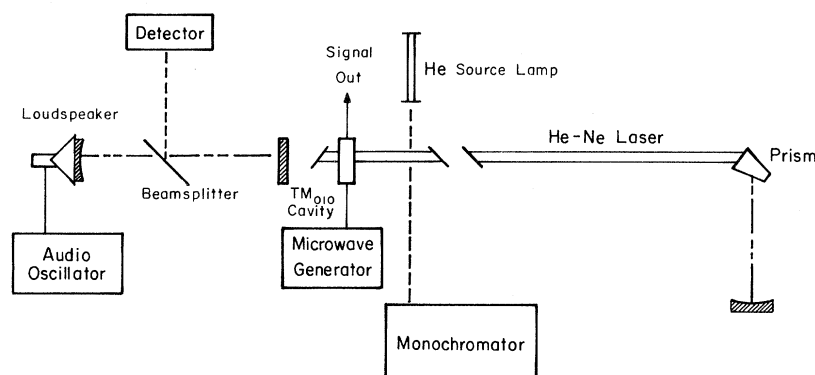 Detector
Signal
Out
He Source Lamp
Loudspeaker
He-Ne Laser
Prism
Beamsplitter
TM010
Cavity
Audio
Oscillator
Microwave
Generator
Monochromator